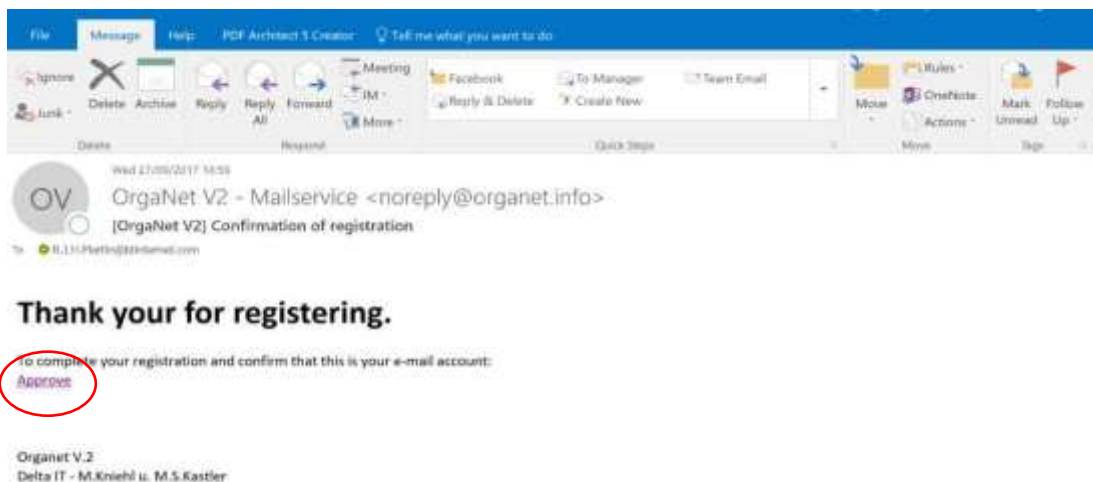 File Message Help PDF Architect 5 Creator Tell me what you want to do
Ignore
Junk
Delete Archive Reply Reply All Forward
Meeting
IM
More
Facebook To Manager Team Email
Reply & Delete Create New
Move
Rules
OneNote
Actions
Mark Unread Follow Up
Delete Respond Quick Steps Move Tags
Wed 27/09/2017
OV
OrgaNet V2 - Mailservice <noreply@organet.info>
[OrgaNet V2] Confirmation of registration
To
Thank your for registering.
To complete your registration and confirm that this is your e-mail account:
Approve
Organet V.2
Delta IT - M.Kniehl u. M.S.Kastler